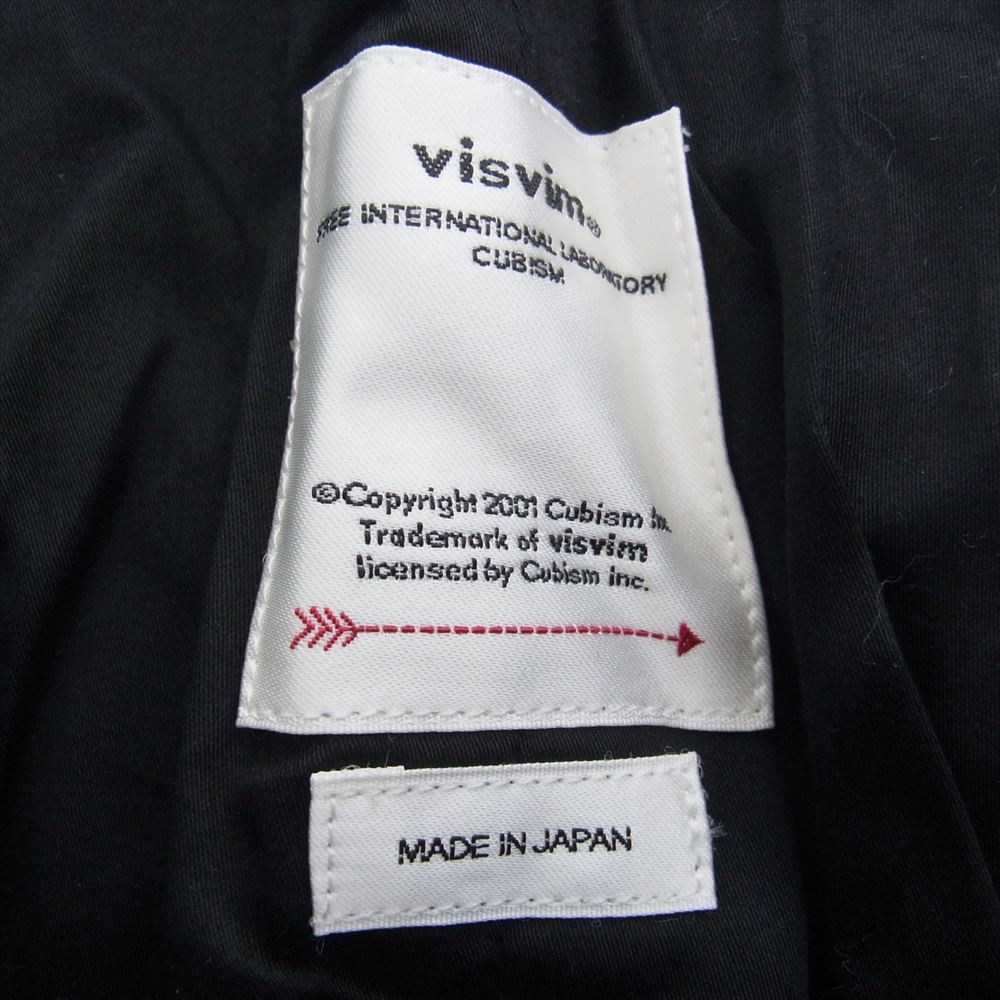 visvim®
FREE INTERNATIONAL LABORATORY
CUBISM
©Copyright 2001 Cubism Inc.
Trademark of visvim
licensed by Cubism Inc.
MADE IN JAPAN